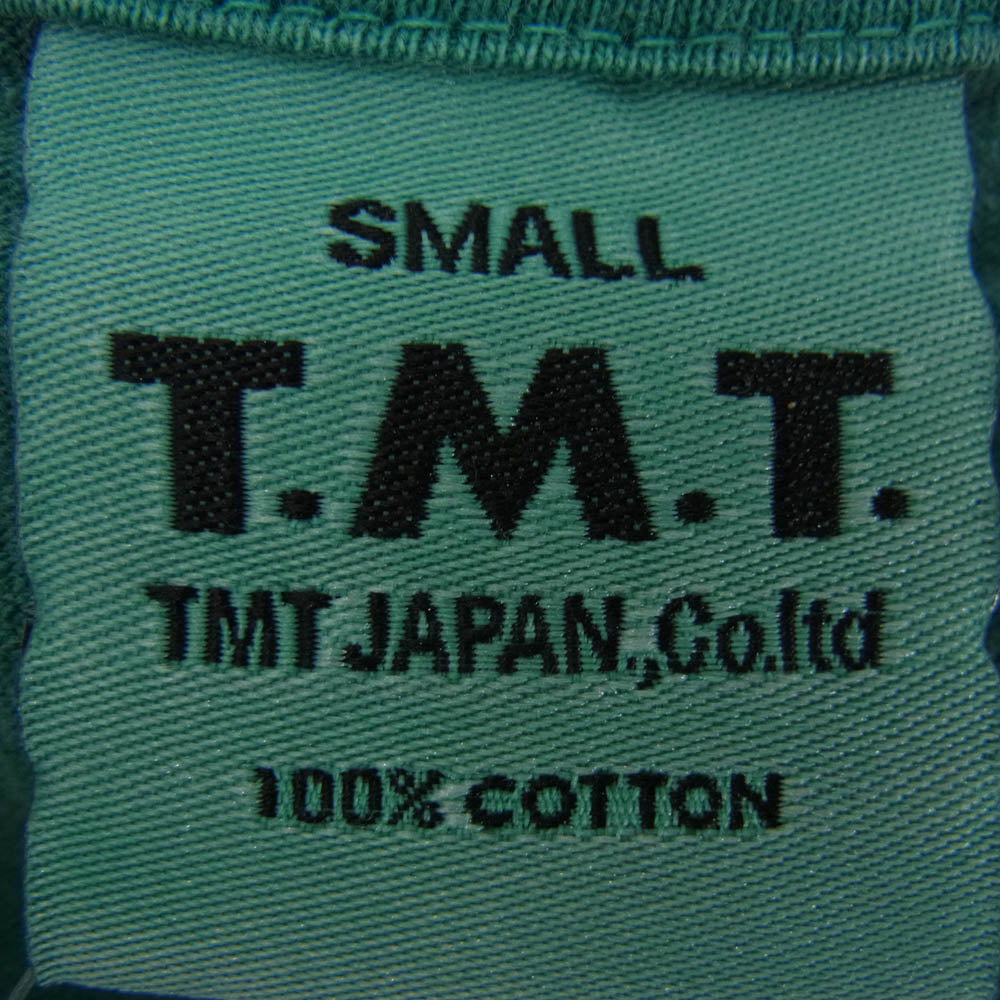 SMALL
T.M.T.
TMT JAPAN.,Co.ltd
100% COTTON